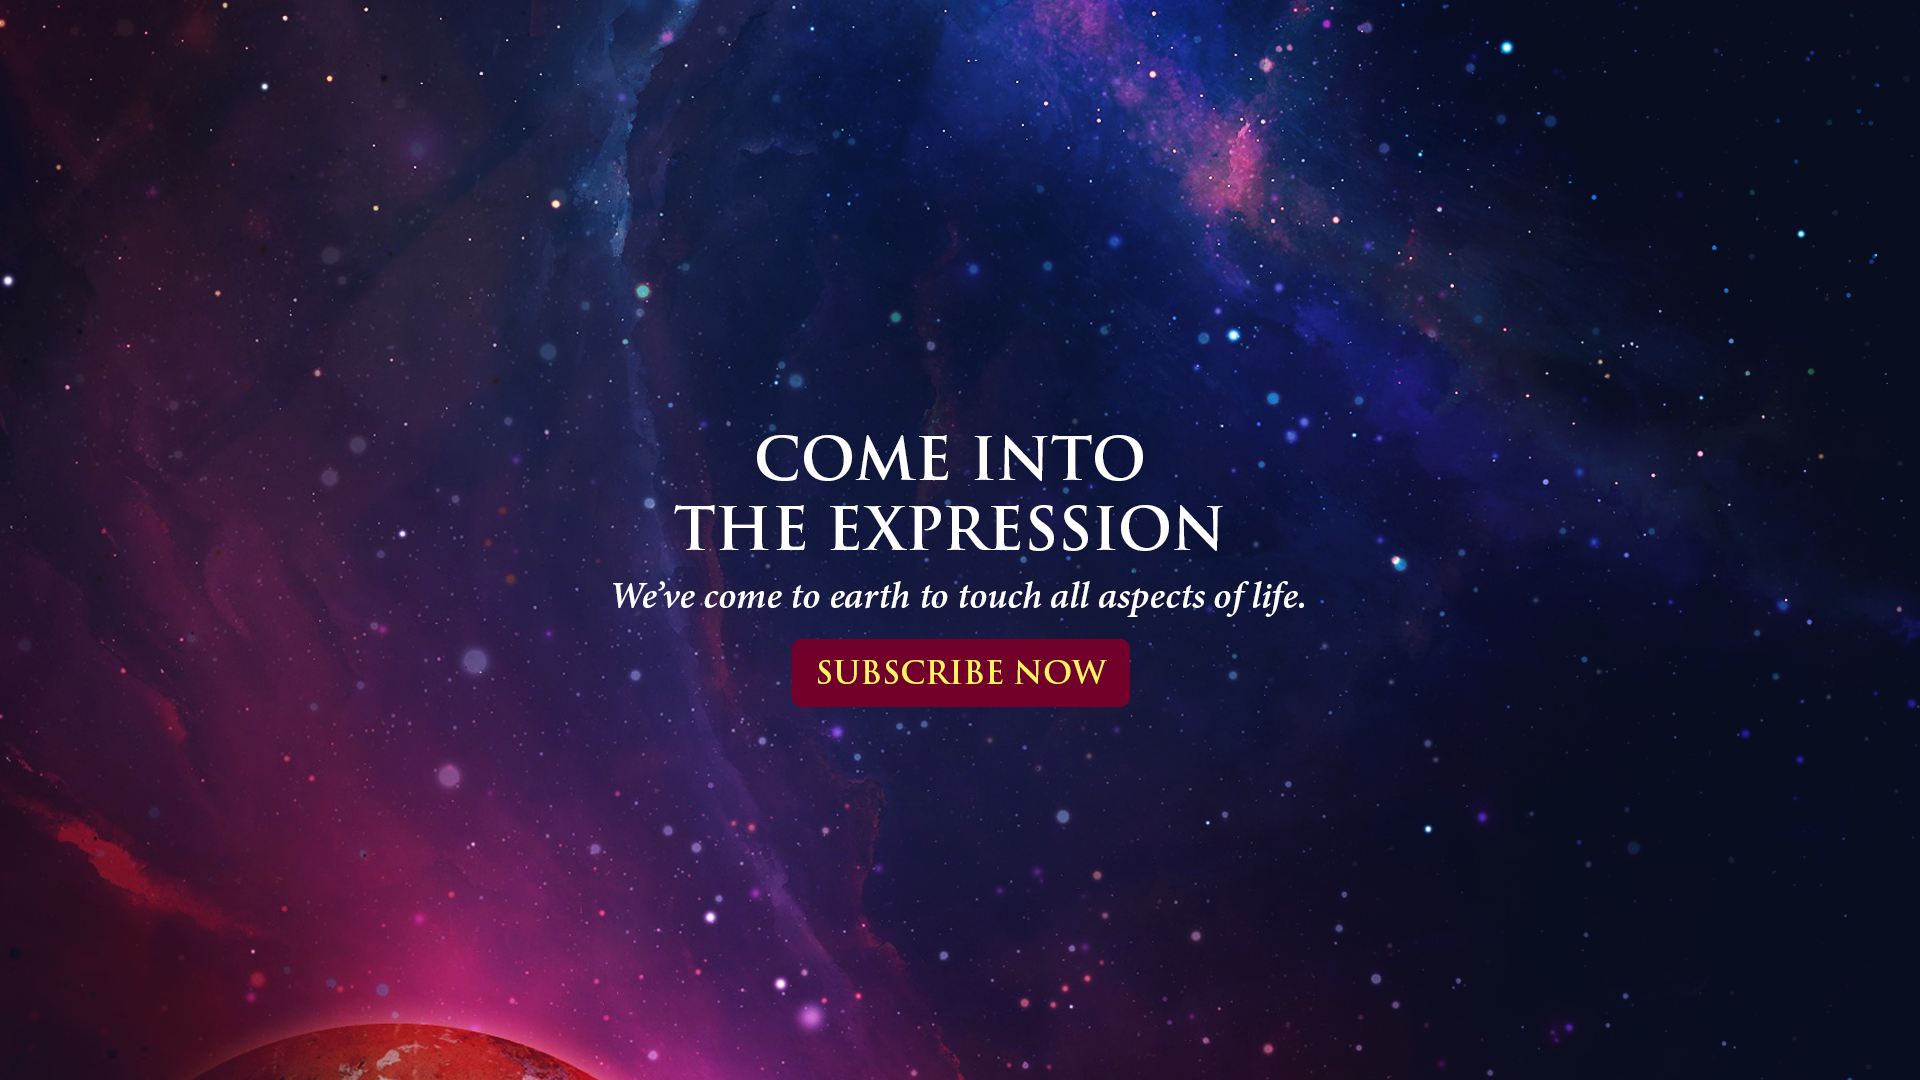 COME INTO
THE EXPRESSION
We’ve come to earth to touch all aspects of life.
SUBSCRIBE NOW